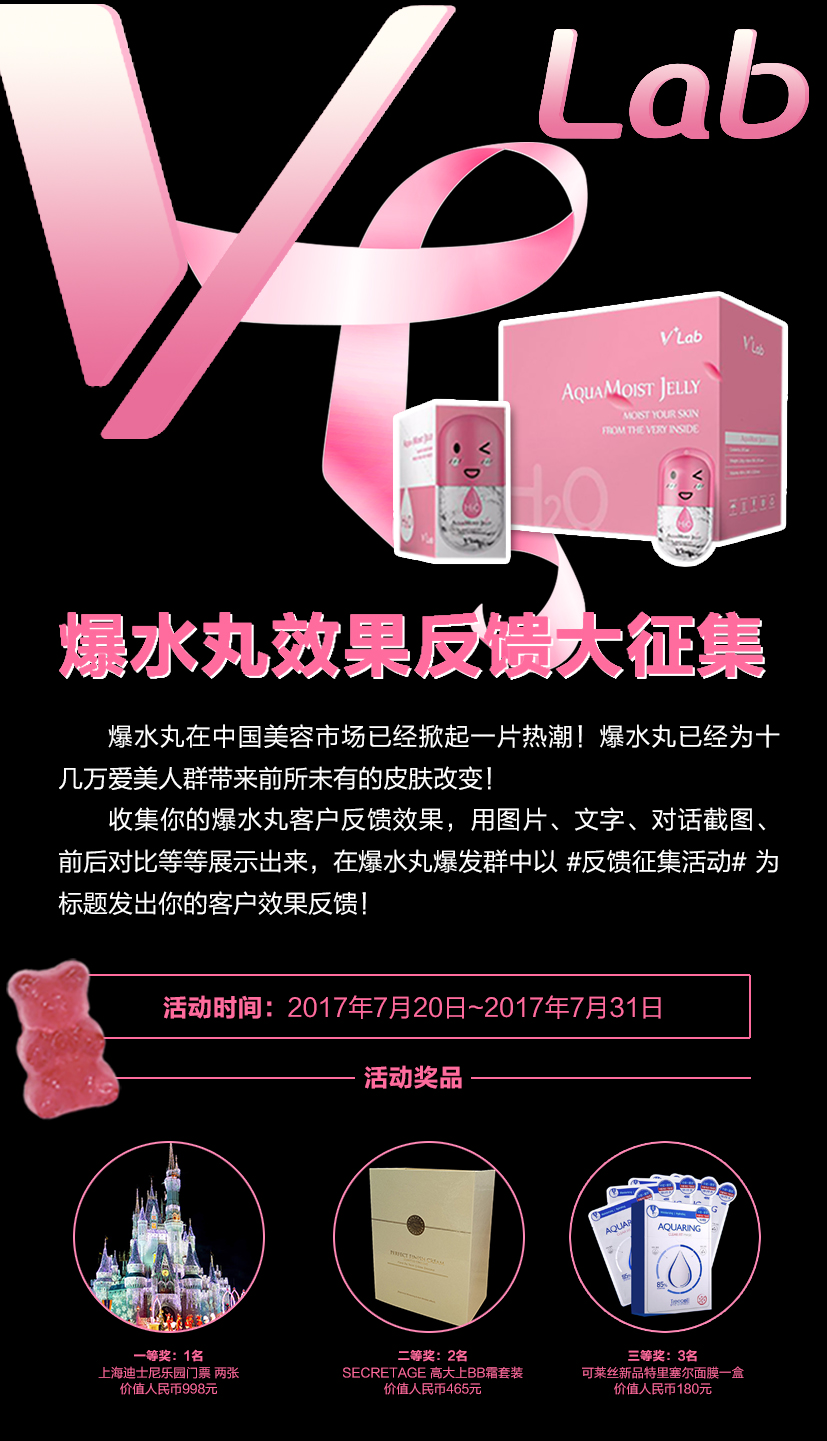 V+
Lab
V+Lab
V+Lab
AQUAMOIST JELLY
MOIST YOUR SKIN
FROM THE VERY INSIDE
H2O
AquaMoist Jelly
H2O
V+Lab
爆水丸效果反馈大征集
爆水丸在中国美容市场已经掀起一片热潮！爆水丸已经为十
几万爱美人群带来前所未有的皮肤改变！
收集你的爆水丸客户反馈效果，用图片、文字、对话截图、
前后对比等等展示出来，在爆水丸爆发群中以 #反馈征集活动# 为
标题发出你的客户效果反馈！
活动时间：2017年7月20日~2017年7月31日
活动奖品
PERFECT
CREAM
AQUARING
85%
一等奖：1名
上海迪士尼乐园门票 两张
价值人民币998元
二等奖：2名
SECRETAGE 高大上BB霜套装
价值人民币465元
三等奖：3名
可莱丝新品特里塞尔面膜一盒
价值人民币180元